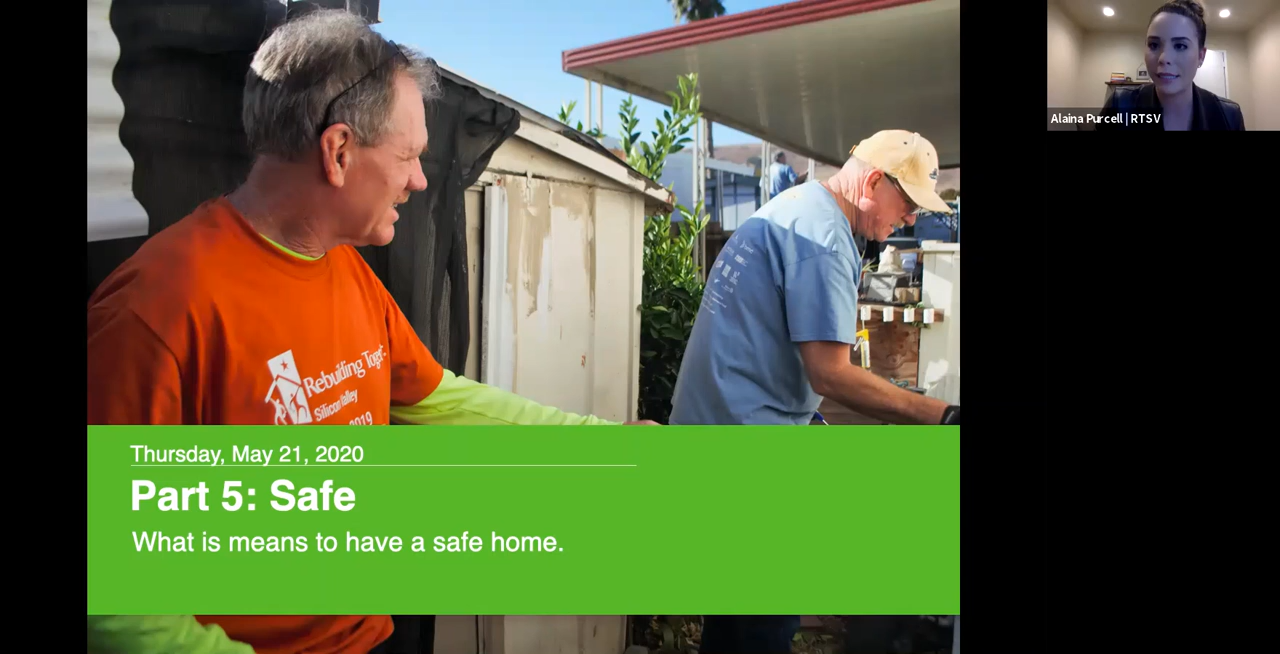 Alaina Purcell | RTSV
Rebuilding Toget
Silicon Valley
2019
Thursday, May 21, 2020
Part 5: Safe
What is means to have a safe home.